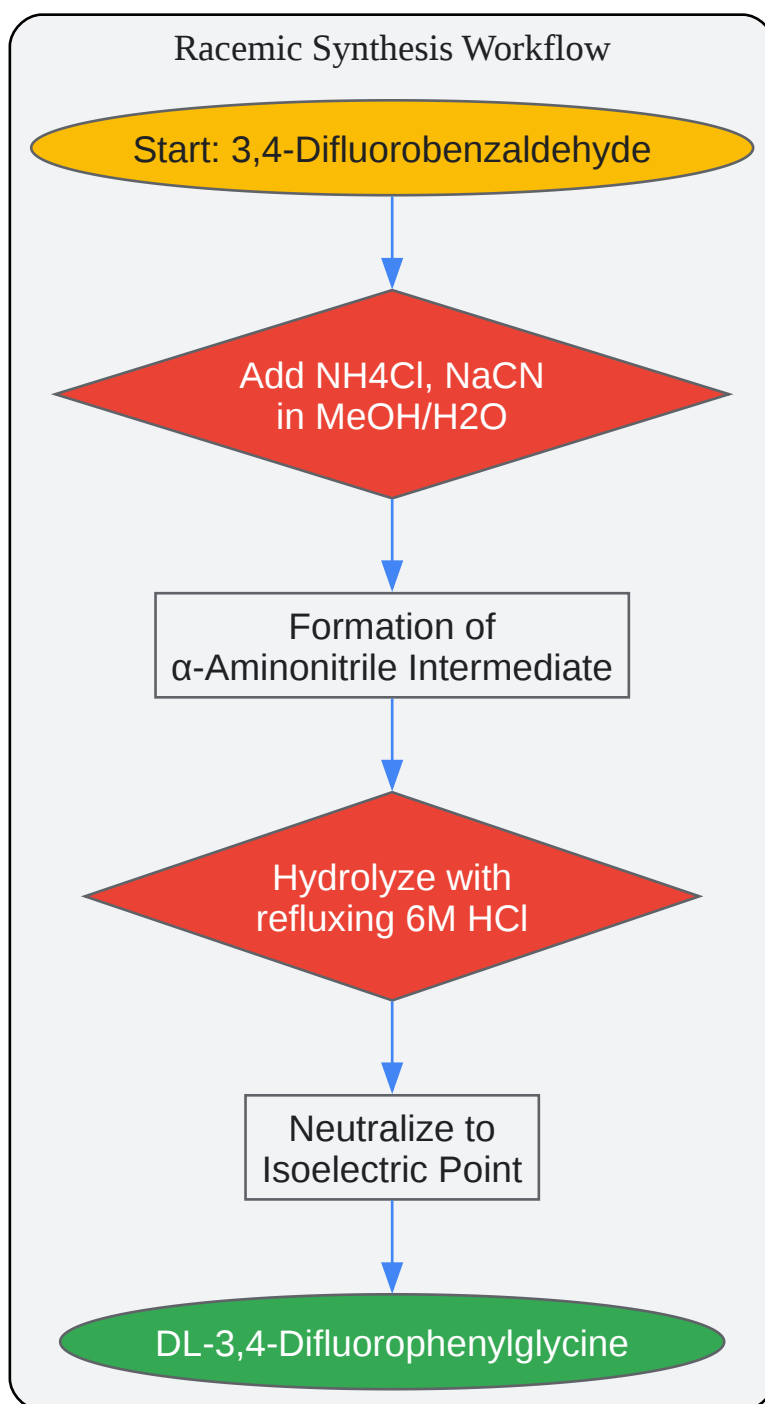 Racemic Synthesis Workflow
Start: 3,4-Difluorobenzaldehyde
Add NH4Cl, NaCN
in MeOH/H2O
Formation of
α-Aminonitrile Intermediate
Hydrolyze with
refluxing 6M HCl
Neutralize to
Isoelectric Point
DL-3,4-Difluorophenylglycine